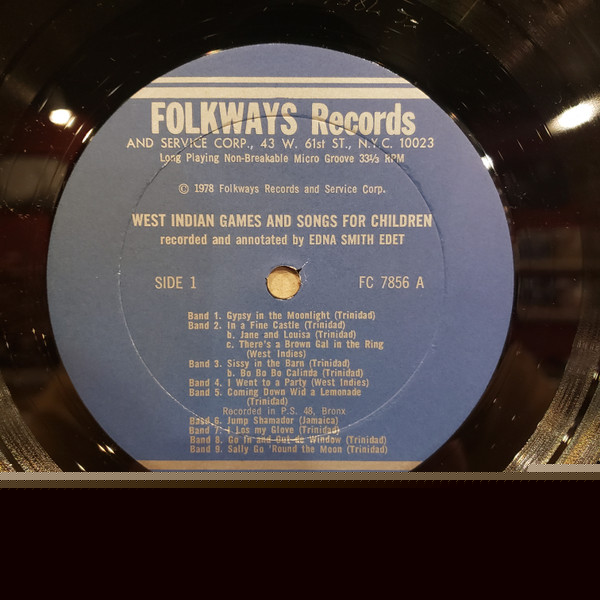 FOLKWAYS Records
AND SERVICE CORP., 43 W. 61st ST., N.Y.C. 10023
Long Playing Non-Breakable Micro Groove 33⅓ RPM
© 1978 Folkways Records and Service Corp.
WEST INDIAN GAMES AND SONGS FOR CHILDREN
recorded and annotated by EDNA SMITH EDET
SIDE 1 FC 7856 A
Band 1. Gypsy in the Moonlight (Trinidad)
Band 2. In a Fine Castle (Trinidad)
b. Jane and Louisa (Trinidad)
c. There's a Brown Gal in the Ring
(West Indies)
Band 3. Sissy in the Barn (Trinidad)
b. Bo Bo Bo Calinda (Trinidad)
Band 4. I Went to a Party (West Indies)
Band 5. Coming Down Wid a Lemonade
(Trinidad)
Recorded in P.S. 48, Bronx
Band 6. Jump Shamador (Jamaica)
Band 7. I Los my Glove (Trinidad)
Band 8. Go In and Out de Window (Trinidad)
Band 9. Sally Go 'Round the Moon (Trinidad)